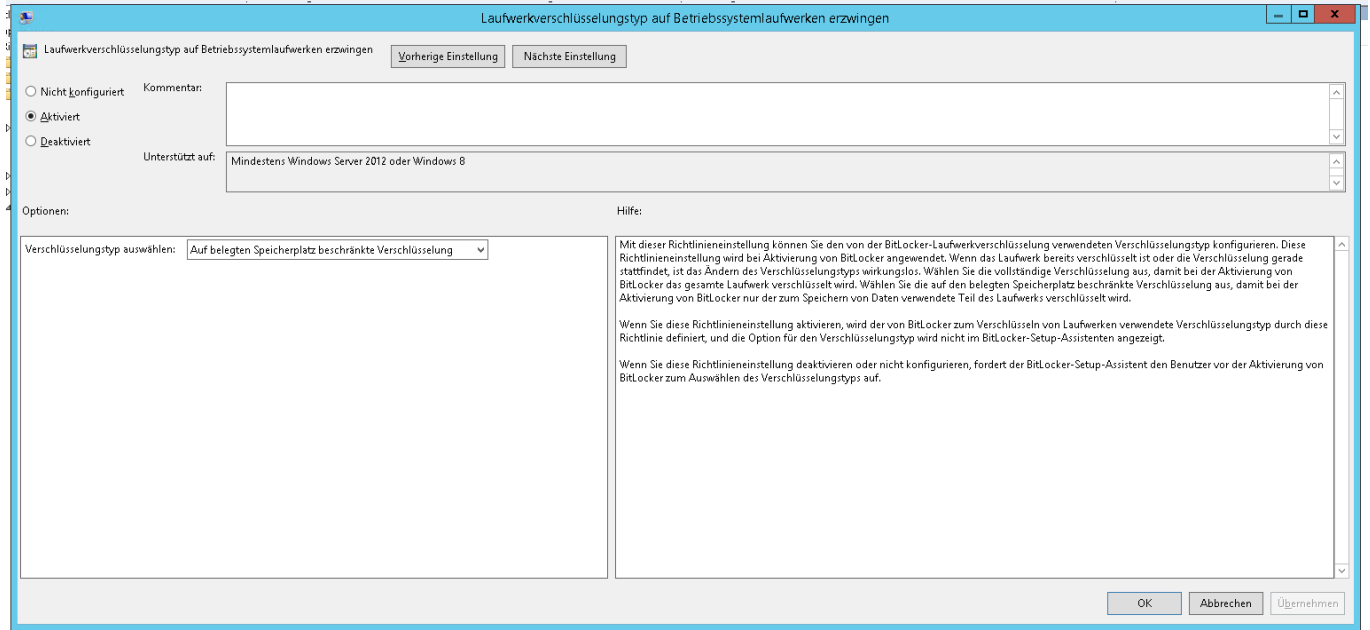 Laufwerkverschlüsselungstyp auf Betriebssystemlaufwerken erzwingen
Laufwerkverschlüsselungstyp auf Betriebssystemlaufwerken erzwingen
Vorherige Einstellung
Nächste Einstellung
Nicht konfiguriert
Kommentar:
Aktiviert
Deaktiviert
Unterstützt auf:
Mindestens Windows Server 2012 oder Windows 8
Optionen:
Hilfe:
Verschlüsselungstyp auswählen:
Auf belegten Speicherplatz beschränkte Verschlüsselung
Mit dieser Richtlinieneinstellung können Sie den von der BitLocker-Laufwerkverschlüsselung verwendeten Verschlüsselungstyp konfigurieren. Diese
Richtlinieneinstellung wird bei Aktivierung von BitLocker angewendet. Wenn das Laufwerk bereits verschlüsselt ist oder die Verschlüsselung gerade
stattfindet, ist das Ändern des Verschlüsselungstyps wirkungslos. Wählen Sie die vollständige Verschlüsselung aus, damit bei der Aktivierung von
BitLocker das gesamte Laufwerk verschlüsselt wird. Wählen Sie die auf den belegten Speicherplatz beschränkte Verschlüsselung aus, damit bei der
Aktivierung von BitLocker nur der zum Speichern von Daten verwendete Teil des Laufwerks verschlüsselt wird.
Wenn Sie diese Richtlinieneinstellung aktivieren, wird der von BitLocker zum Verschlüsseln von Laufwerken verwendete Verschlüsselungstyp durch diese
Richtlinie definiert, und die Option für den Verschlüsselungstyp wird nicht im BitLocker-Setup-Assistenten angezeigt.
Wenn Sie diese Richtlinieneinstellung deaktivieren oder nicht konfigurieren, fordert der BitLocker-Setup-Assistent den Benutzer vor der Aktivierung von
BitLocker zum Auswählen des Verschlüsselungstyps auf.
OK
Abbrechen
Übernehmen